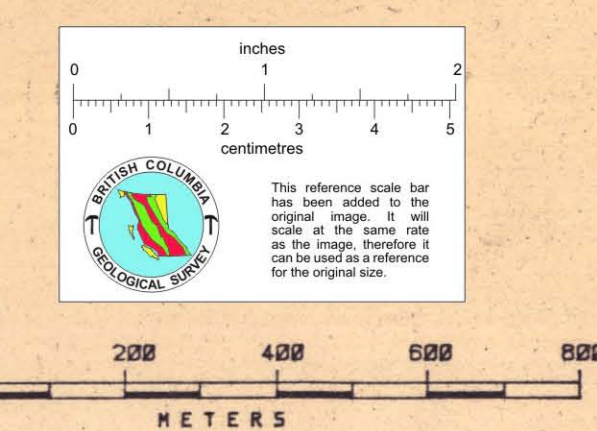 inches
0 1 2
0 1 2 3 4 5
centimetres
BRITISH COLUMBIA
GEOLOGICAL SURVEY
This reference scale bar
has been added to the
original image. It will
scale at the same rate
as the image, therefore it
can be used as a reference
for the original size.
200 400 600 800
METERS